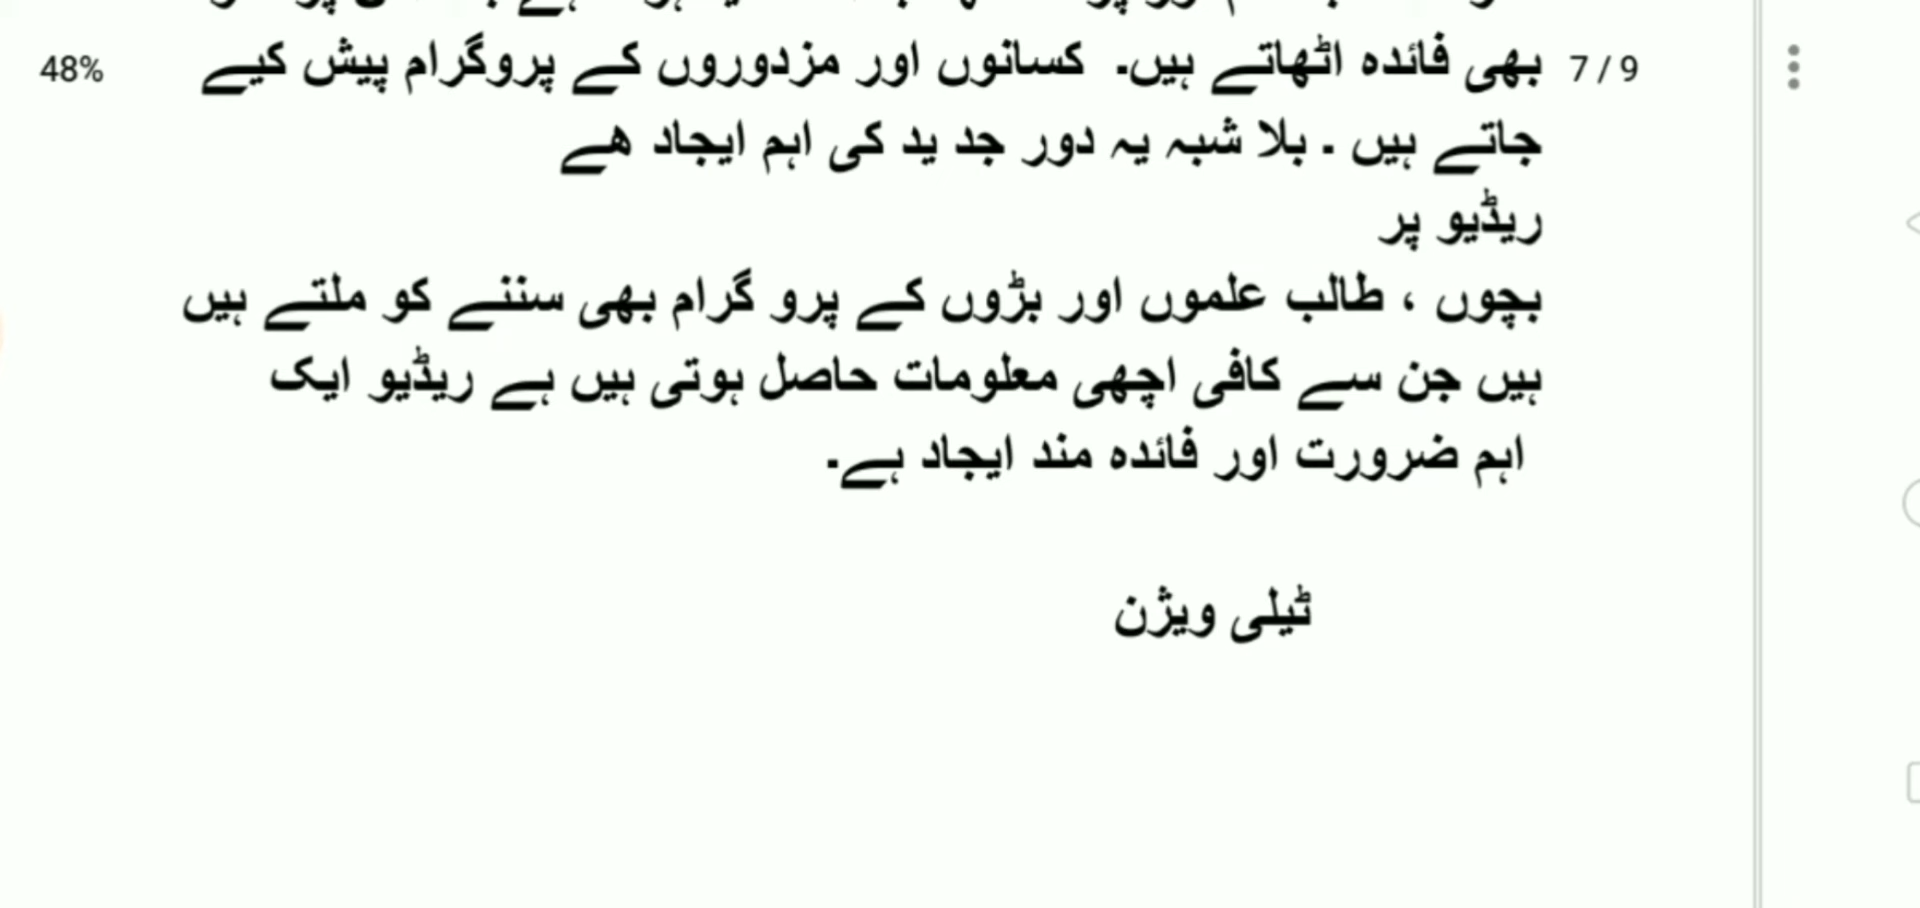 48%
بھی فائدہ اٹھاتے ہیں۔ کسانوں اور مزدوروں کے پروگرام پیش کیے
7 / 9
جاتے ہیں ۔ بلا شبہ یہ دور جد ید کی اہم ایجاد ھے
ریڈیو پر
بچوں ، طالب علموں اور بڑوں کے پرو گرام بھی سننے کو ملتے ہیں
ہیں جن سے کافی اچھی معلومات حاصل ہوتی ہیں ہے ریڈیو ایک
اہم ضرورت اور فائدہ مند ایجاد ہے۔
ٹیلی ویژن